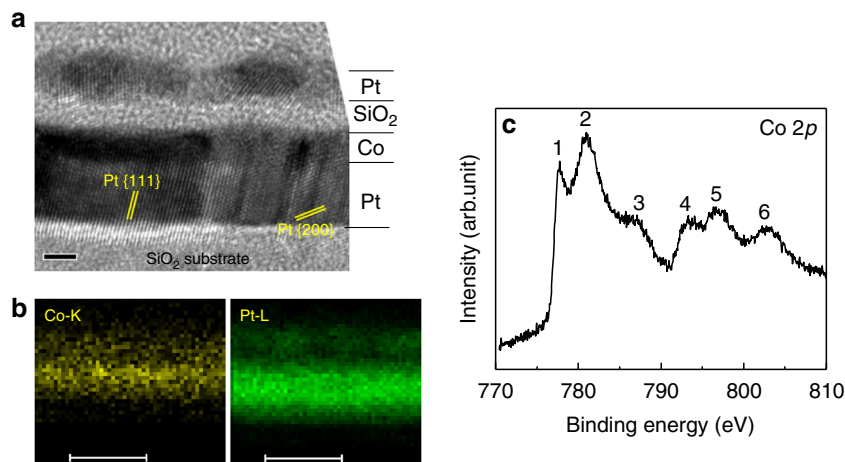 a
Pt
SiO₂
Co
Pt {111}
Pt
Pt {200}
SiO₂ substrate
b
Co-K
Pt-L
c
Co 2p
1
2
3
4
5
6
Intensity (arb.unit)
770
780
790
800
810
Binding energy (eV)